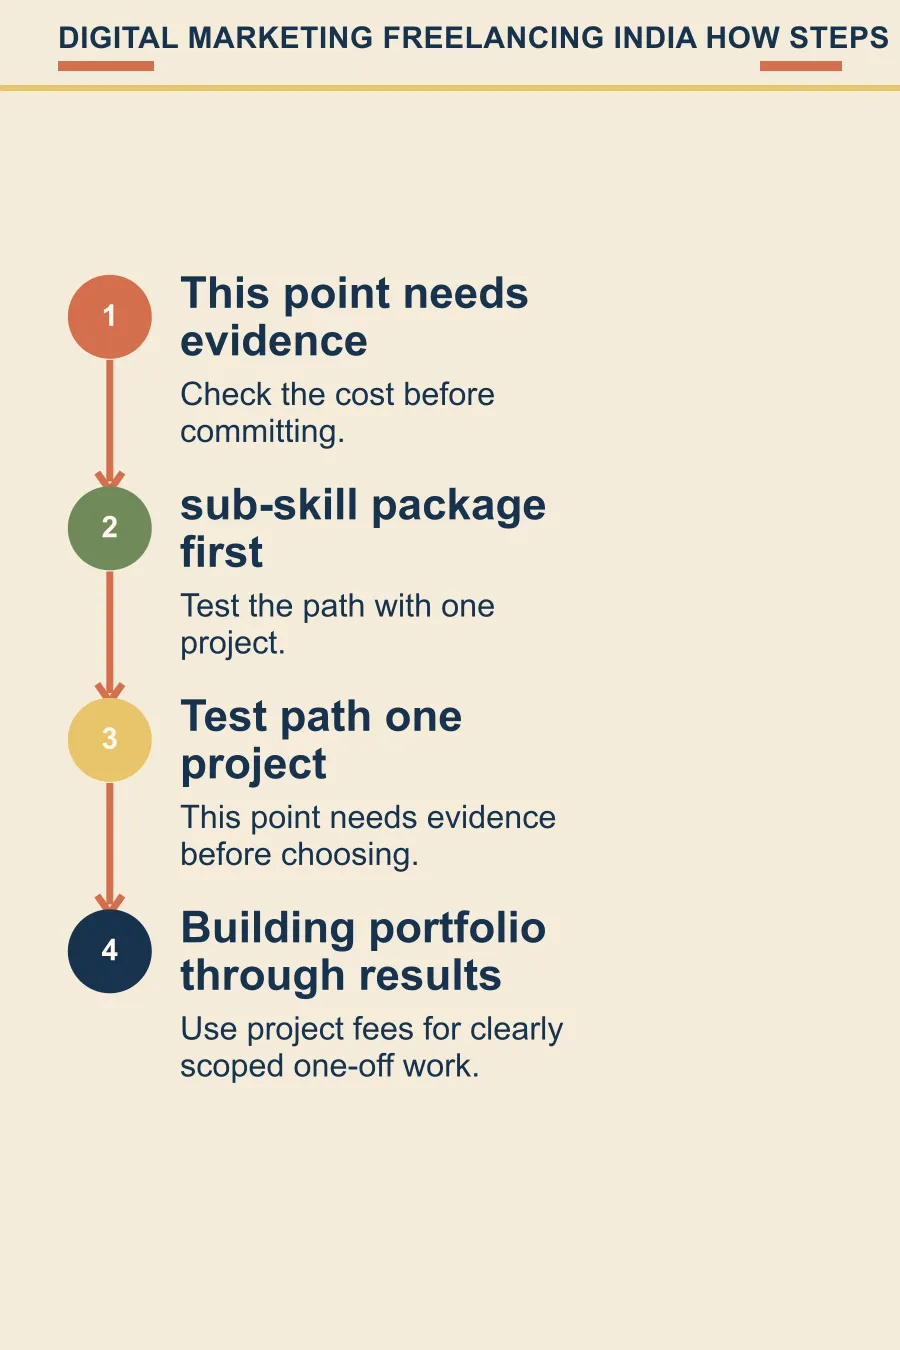 DIGITAL MARKETING FREELANCING INDIA HOW STEPS
1
This point needs
evidence
Check the cost before
committing.
2
sub-skill package
first
Test the path with one
project.
3
Test path one
project
This point needs evidence
before choosing.
4
Building portfolio
through results
Use project fees for clearly
scoped one-off work.